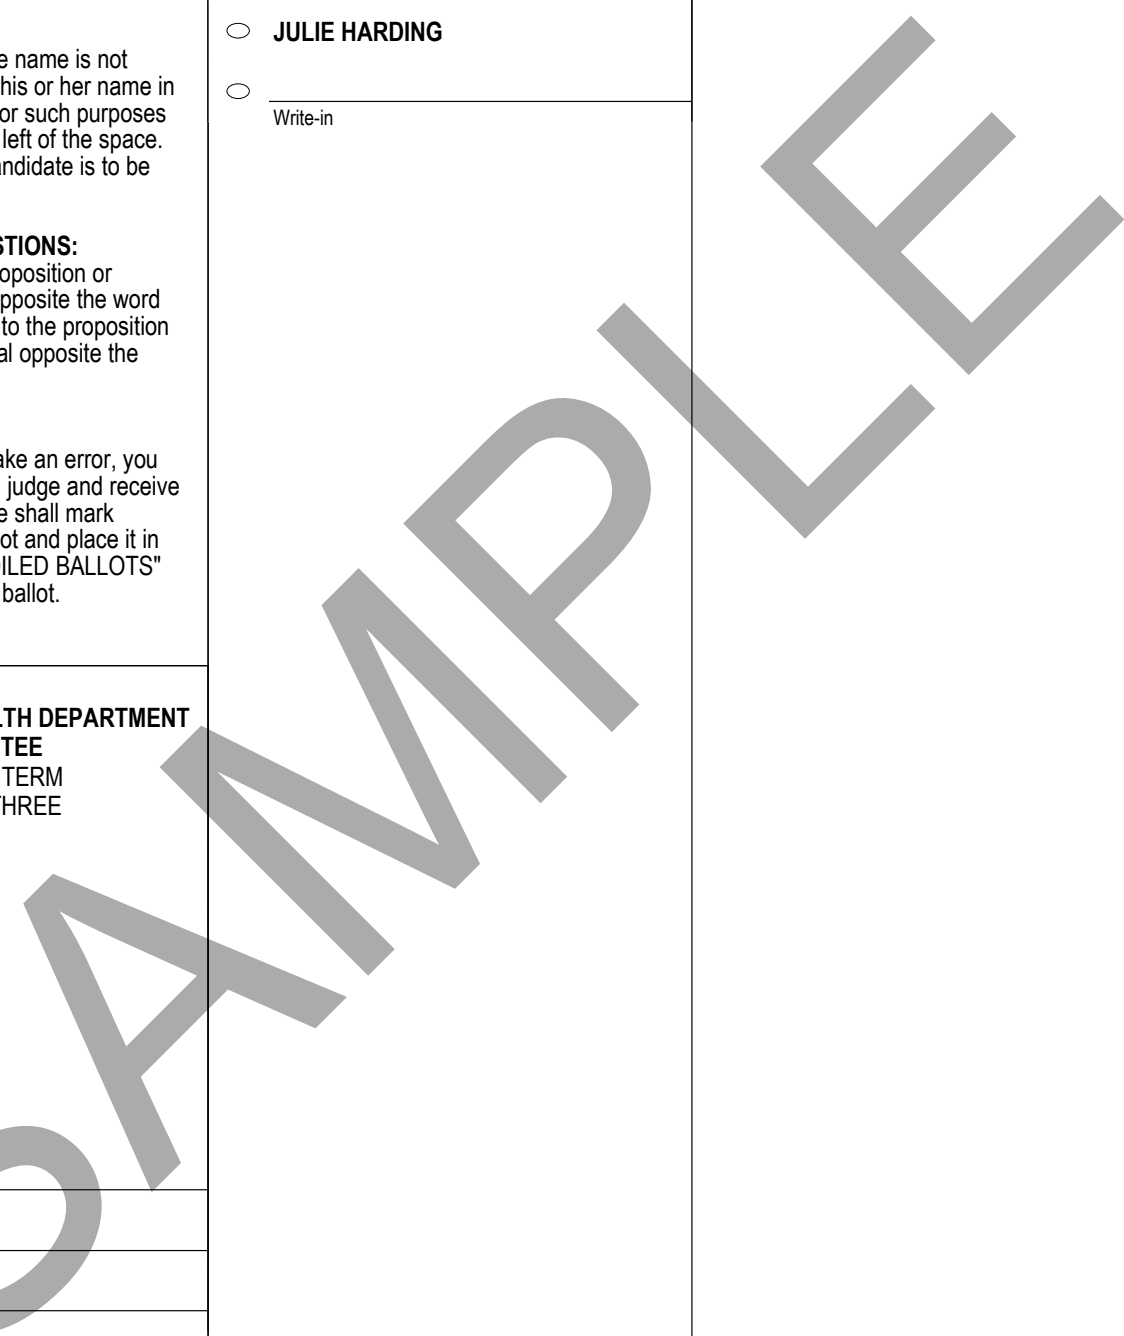 e name is not
his or her name in
or such purposes
left of the space.
andidate is to be
STIONS:
oposition or
pposite the word
to the proposition
al opposite the
ake an error, you
judge and receive
e shall mark
ot and place it in
ILED BALLOTS"
ballot.
LTH DEPARTMENT
TEE
TERM
THREE
JULIE HARDING
Write-in
SAMPLE